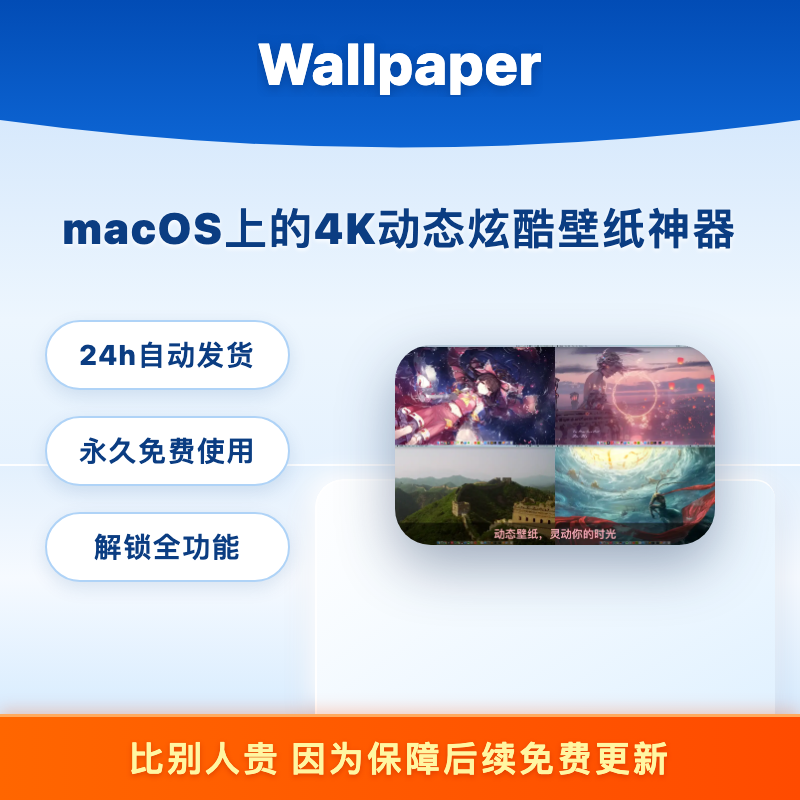 Wallpaper
macOS上的4K动态炫酷壁纸神器
24h自动发货
永久免费使用
解锁全功能
动态壁纸，灵动你的时光
比别人贵 因为保障后续免费更新